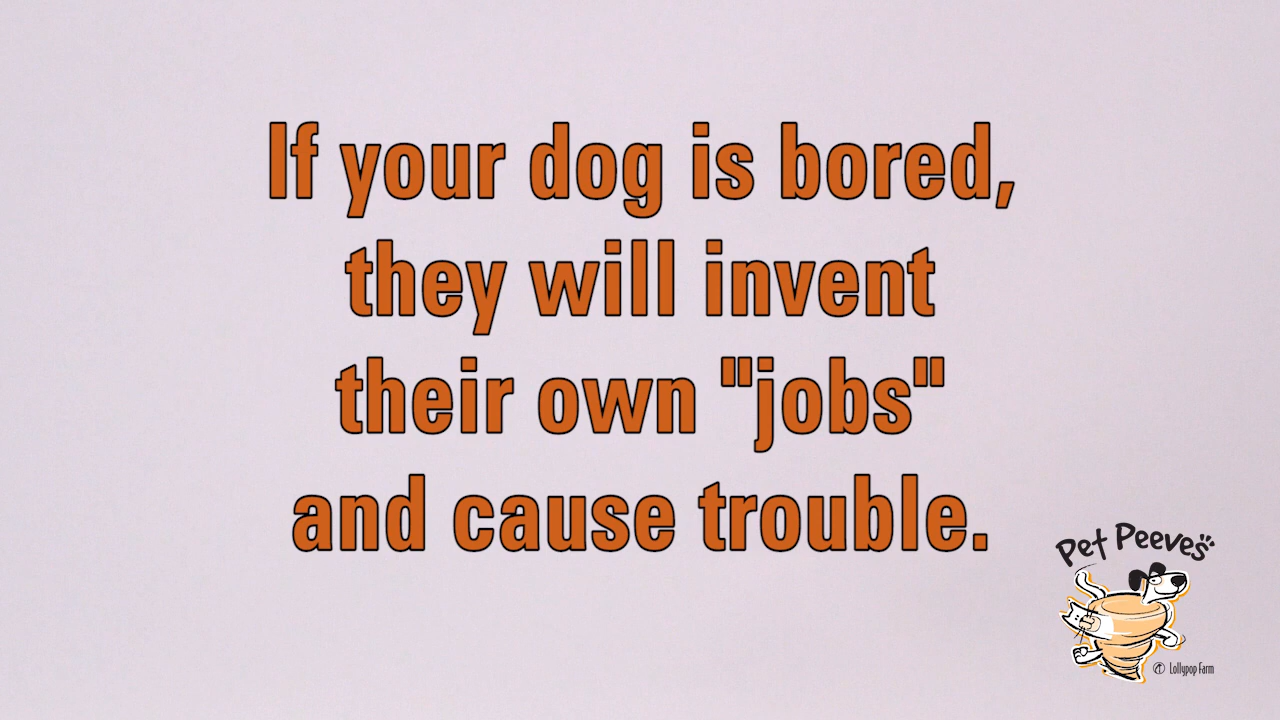 If your dog is bored,
they will invent
their own "jobs"
and cause trouble.
Pet Peeves
Lollypop Farm